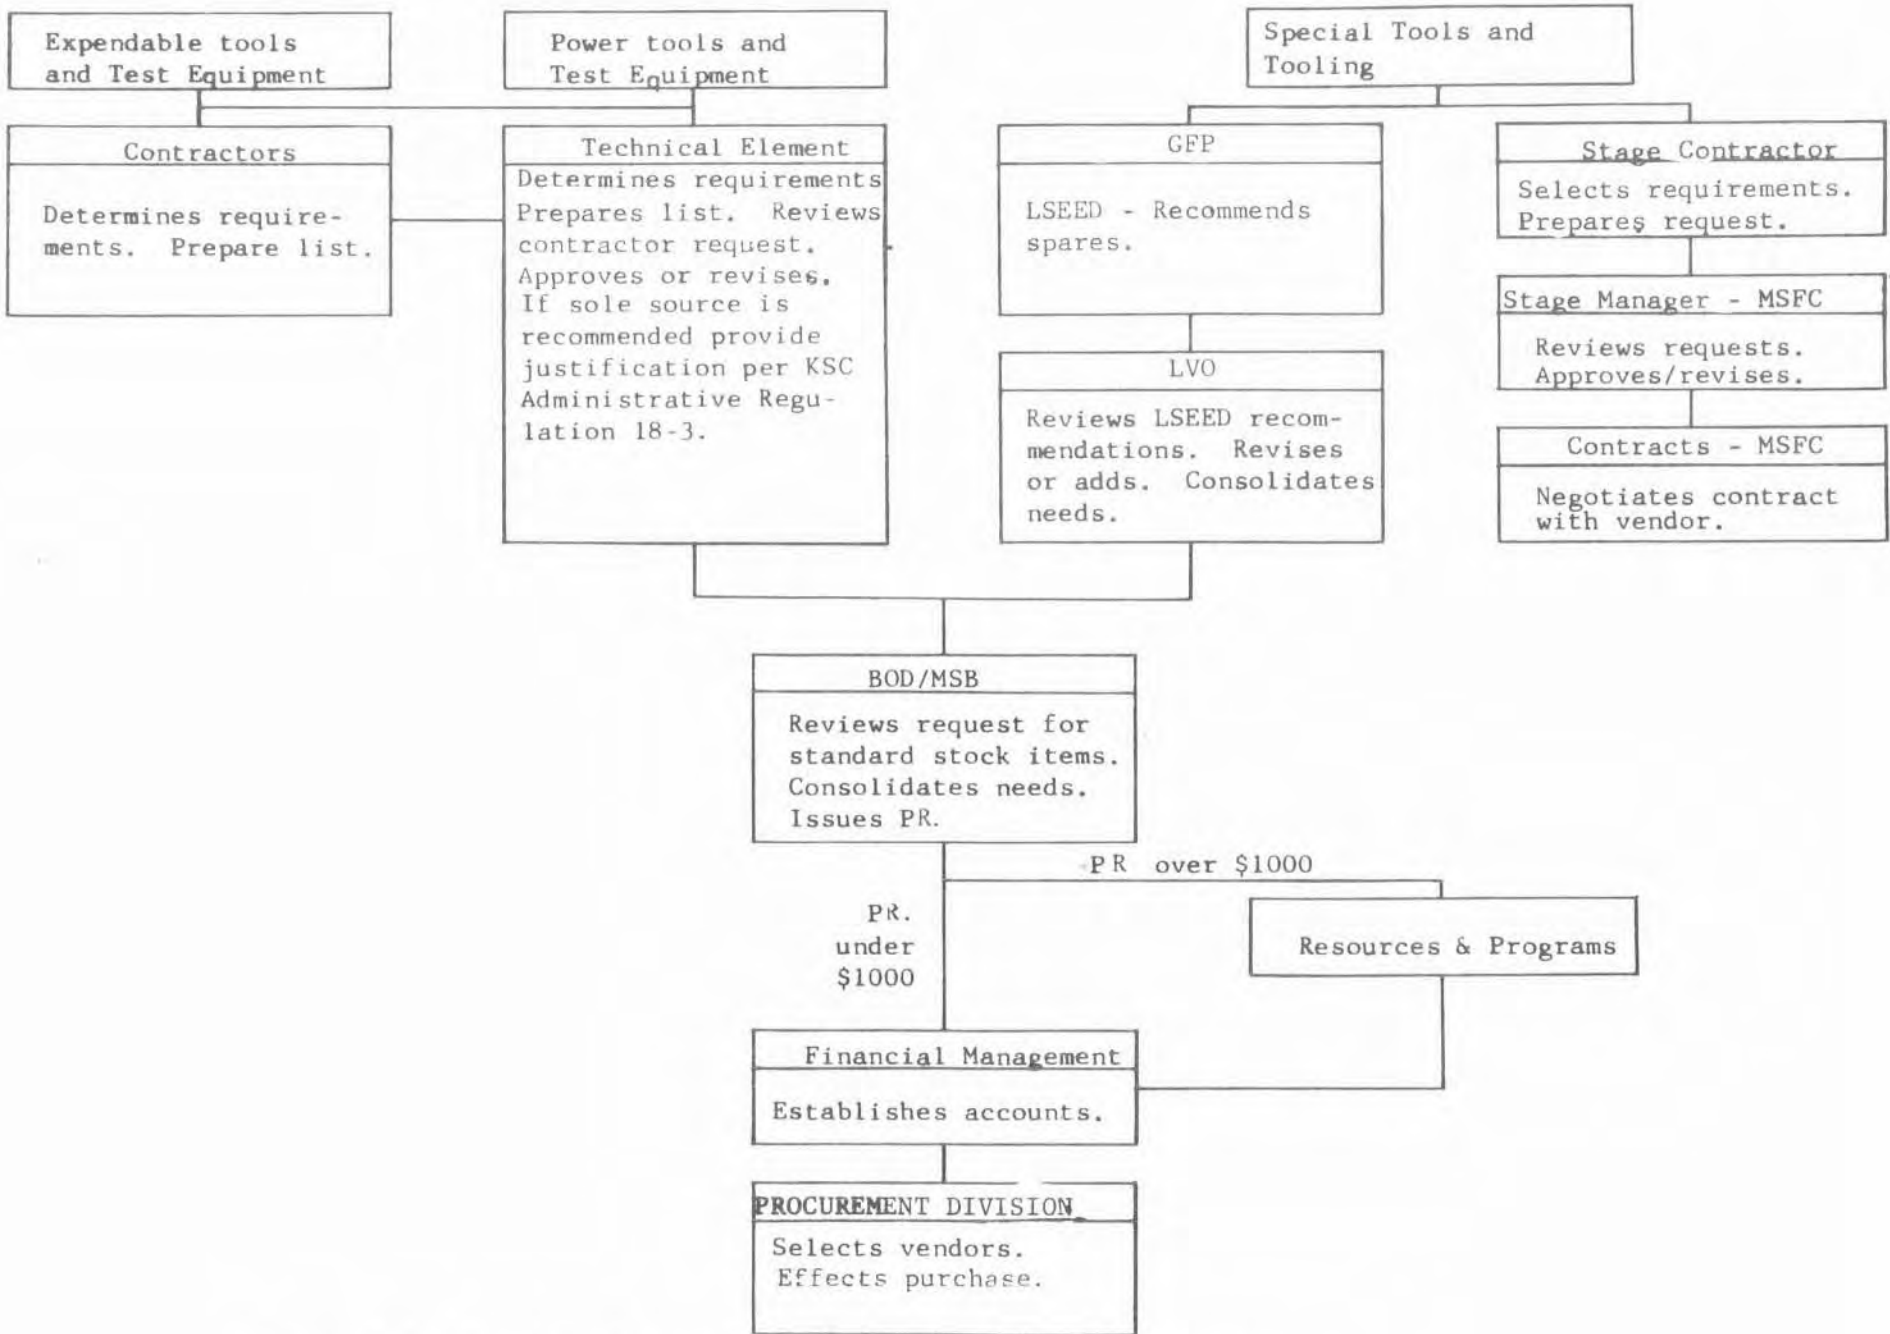 Expendable tools
and Test Equipment
Power tools and
Test Equipment
Special Tools and
Tooling
Contractors
Determines require-
ments. Prepare list.
Technical Element
Determines requirements
Prepares list. Reviews
contractor request.
Approves or revises.
If sole source is
recommended provide
justification per KSC
Administrative Regu-
lation 18-3.
GFP
LSEED - Recommends
spares.
LVO
Reviews LSEED recom-
mendations. Revises
or adds. Consolidates
needs.
Stage Contractor
Selects requirements.
Prepares request.
Stage Manager - MSFC
Reviews requests.
Approves/revises.
Contracts - MSFC
Negotiates contract
with vendor.
BOD/MSB
Reviews request for
standard stock items.
Consolidates needs.
Issues PR.
PR over $1000
PR.
under
$1000
Resources & Programs
Financial Management
Establishes accounts.
PROCUREMENT DIVISION
Selects vendors.
Effects purchase.